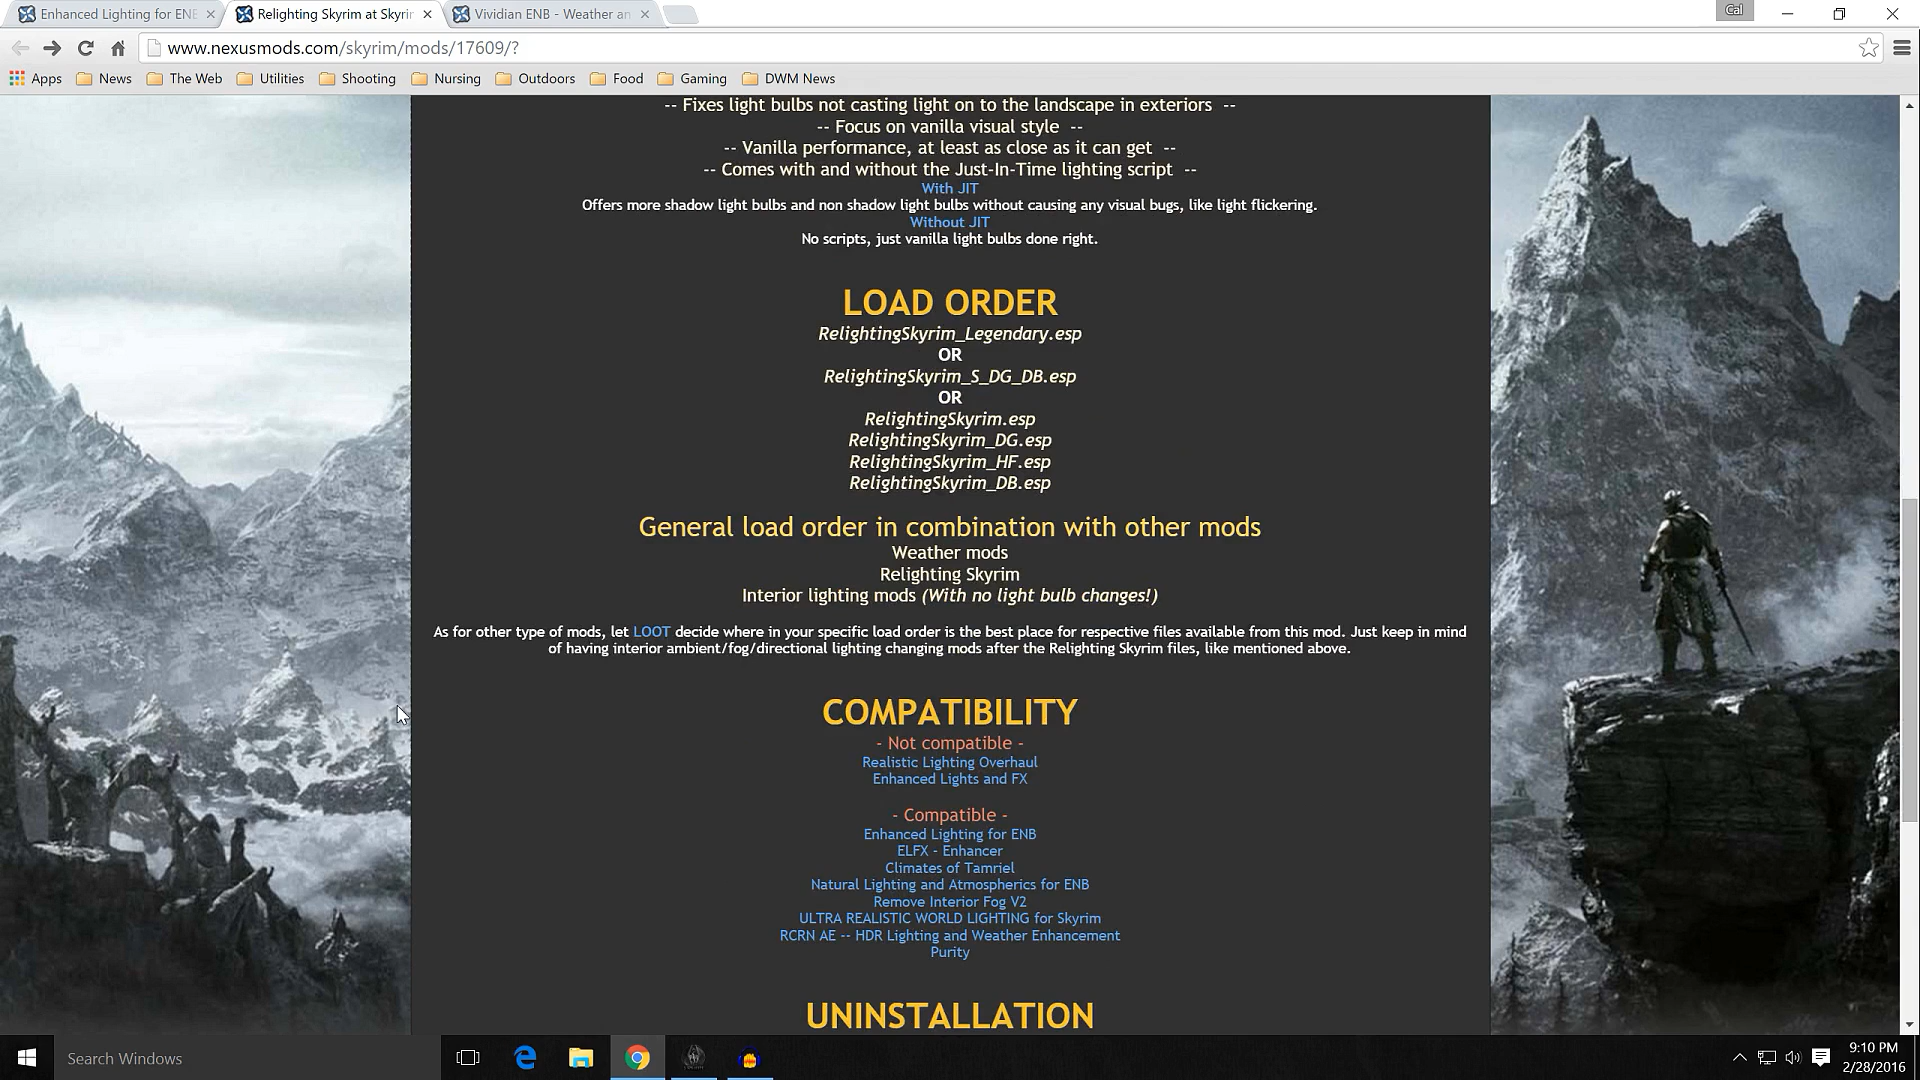 Enhanced Lighting for ENB
Relighting Skyrim at Skyrim
Vividian ENB - Weather an
Cal
www.nexusmods.com/skyrim/mods/17609/?
Apps
News
The Web
Utilities
Shooting
Nursing
Outdoors
Food
Gaming
DWM News
-- Fixes light bulbs not casting light on to the landscape in exteriors --
-- Focus on vanilla visual style --
-- Vanilla performance, at least as close as it can get --
-- Comes with and without the Just-In-Time lighting script --
With JIT
Offers more shadow light bulbs and non shadow light bulbs without causing any visual bugs, like light flickering.
Without JIT
No scripts, just vanilla light bulbs done right.
LOAD ORDER
RelightingSkyrim_Legendary.esp
OR
RelightingSkyrim_S_DG_DB.esp
OR
RelightingSkyrim.esp
RelightingSkyrim_DG.esp
RelightingSkyrim_HF.esp
RelightingSkyrim_DB.esp
General load order in combination with other mods
Weather mods
Relighting Skyrim
Interior lighting mods (With no light bulb changes!)
As for other type of mods, let LOOT decide where in your specific load order is the best place for respective files available from this mod. Just keep in mind
of having interior ambient/fog/directional lighting changing mods after the Relighting Skyrim files, like mentioned above.
COMPATIBILITY
- Not compatible -
Realistic Lighting Overhaul
Enhanced Lights and FX
- Compatible -
Enhanced Lighting for ENB
ELFX - Enhancer
Climates of Tamriel
Natural Lighting and Atmospherics for ENB
Remove Interior Fog V2
ULTRA REALISTIC WORLD LIGHTING for Skyrim
RCRN AE -- HDR Lighting and Weather Enhancement
Purity
UNINSTALLATION
Search Windows
9:10 PM
2/28/2016